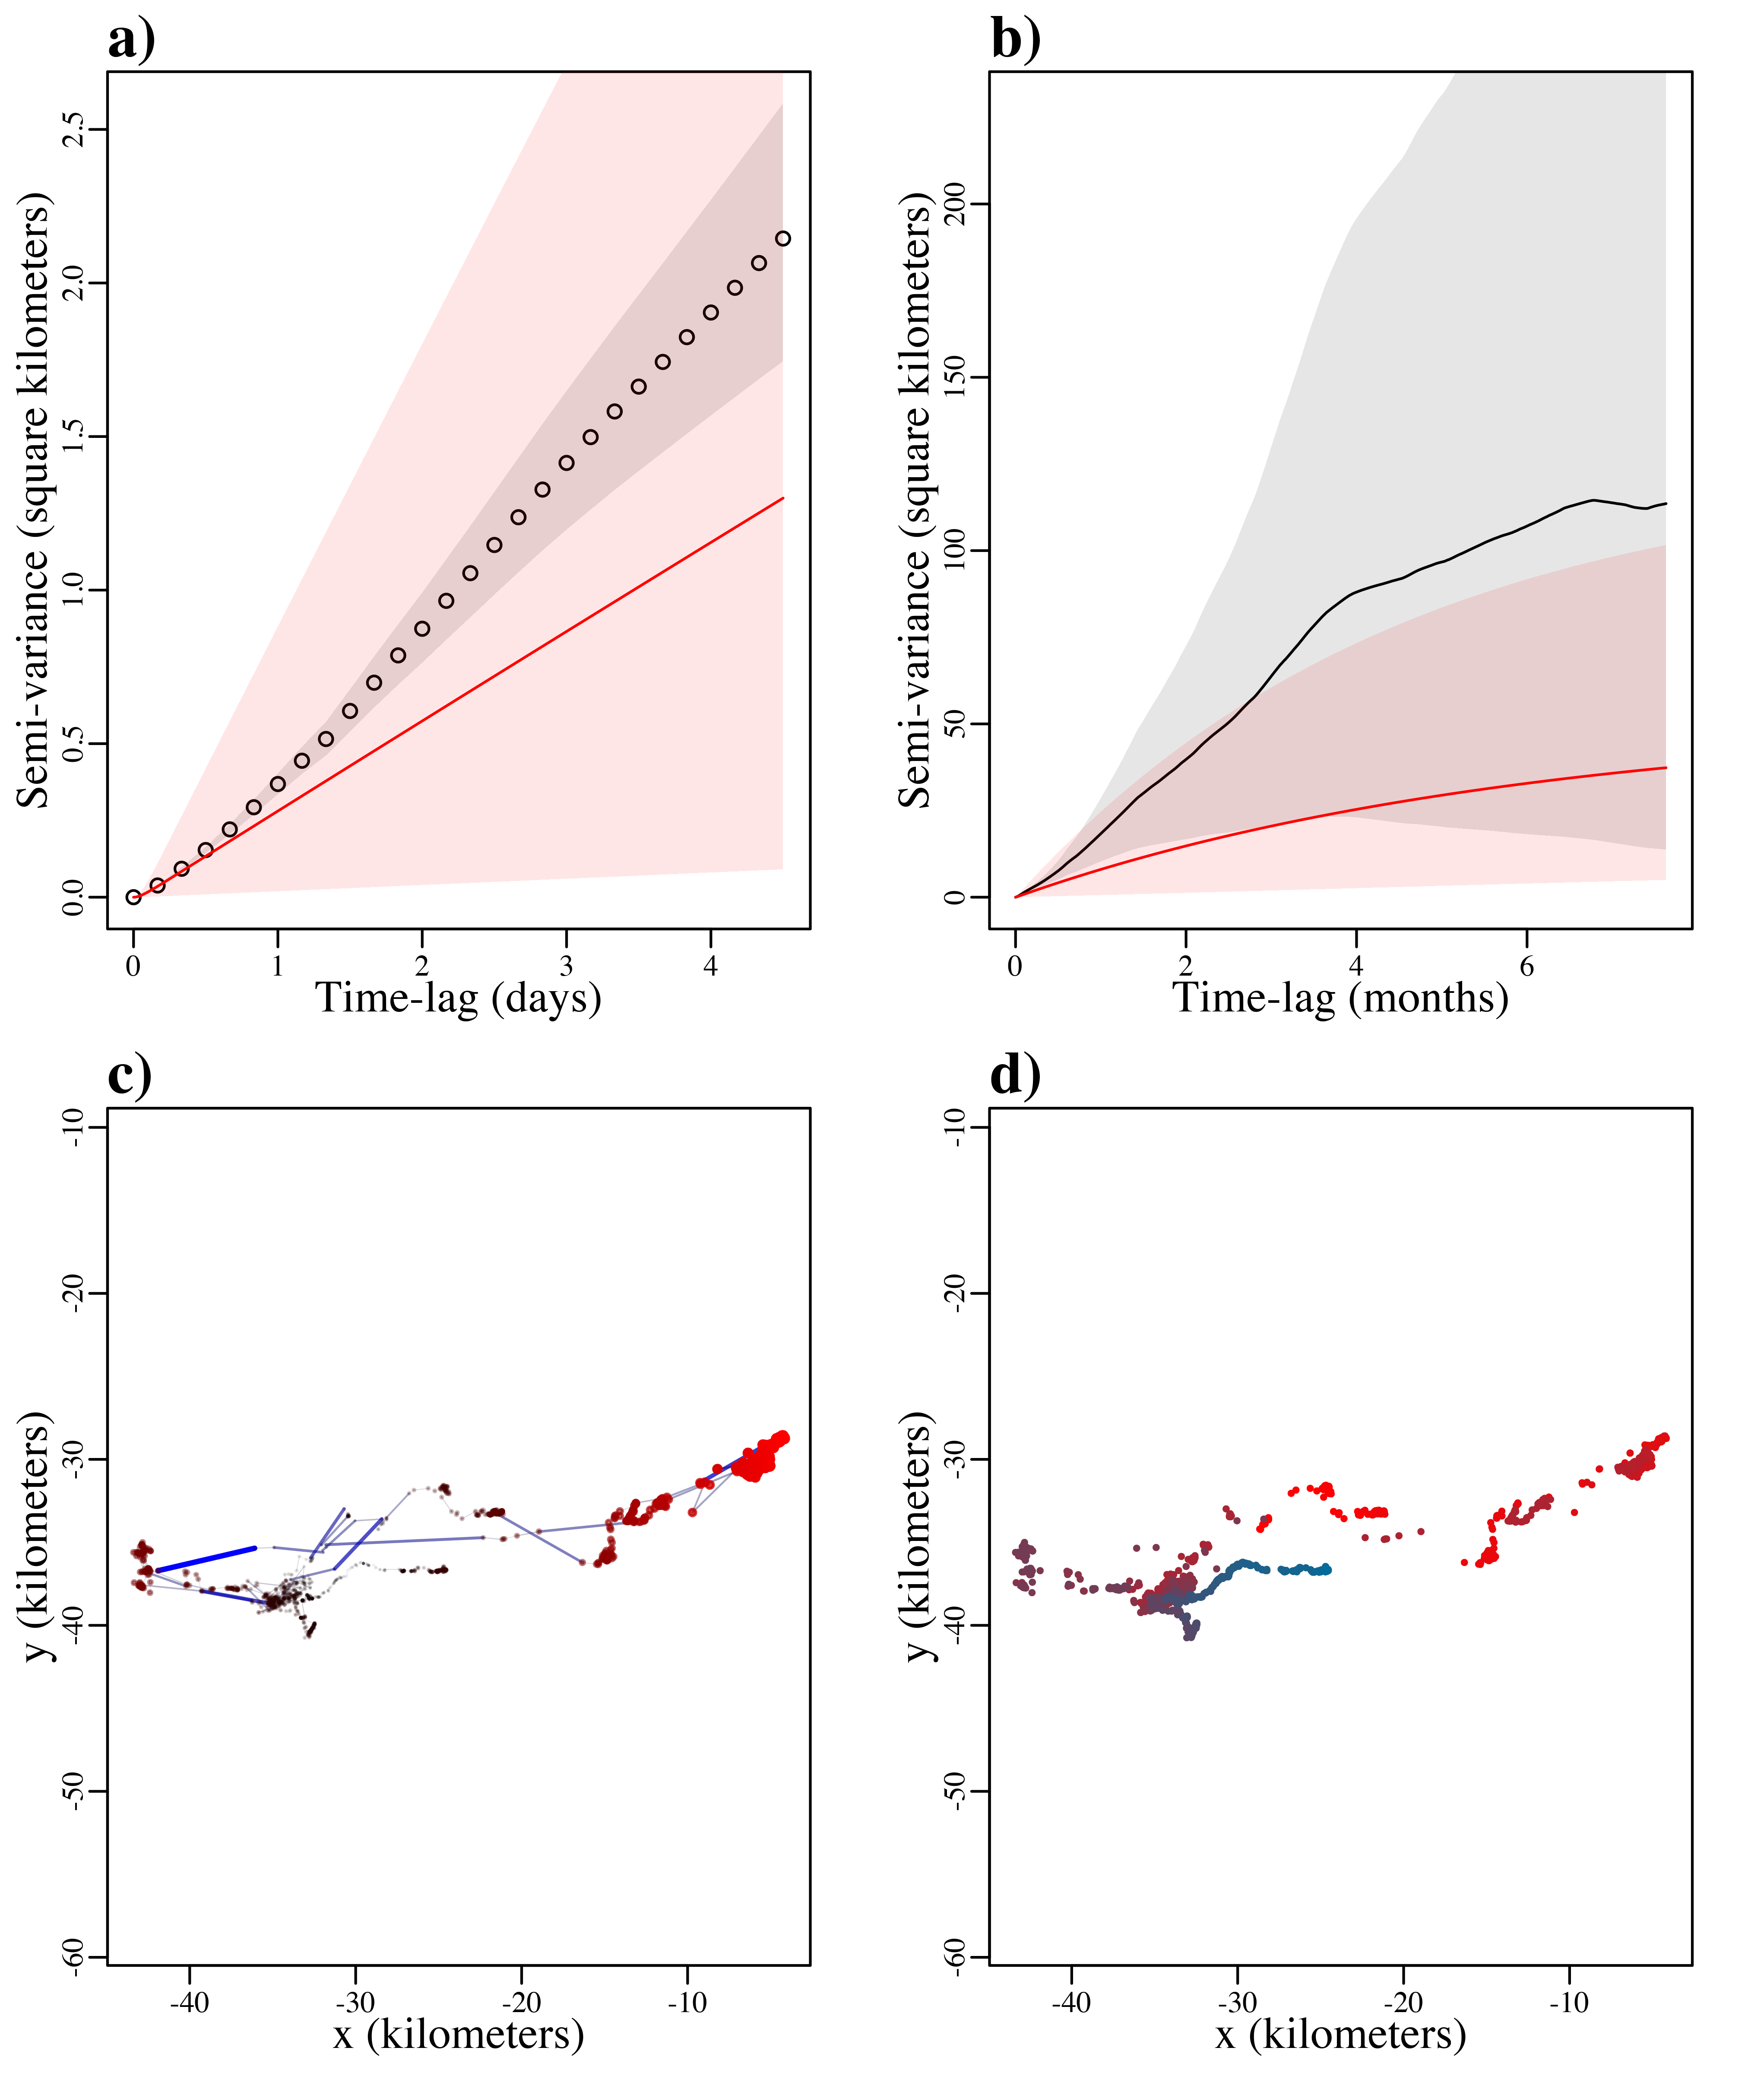 a)
Semi-variance (square kilometers)
0.0 0.5 1.0 1.5 2.0 2.5
0 1 2 3 4
Time-lag (days)
b)
Semi-variance (square kilometers)
0 50 100 150 200
0 2 4 6
Time-lag (months)
c)
y (kilometers)
-60 -50 -40 -30 -20 -10
-40 -30 -20 -10
x (kilometers)
d)
y (kilometers)
-60 -50 -40 -30 -20 -10
-40 -30 -20 -10
x (kilometers)